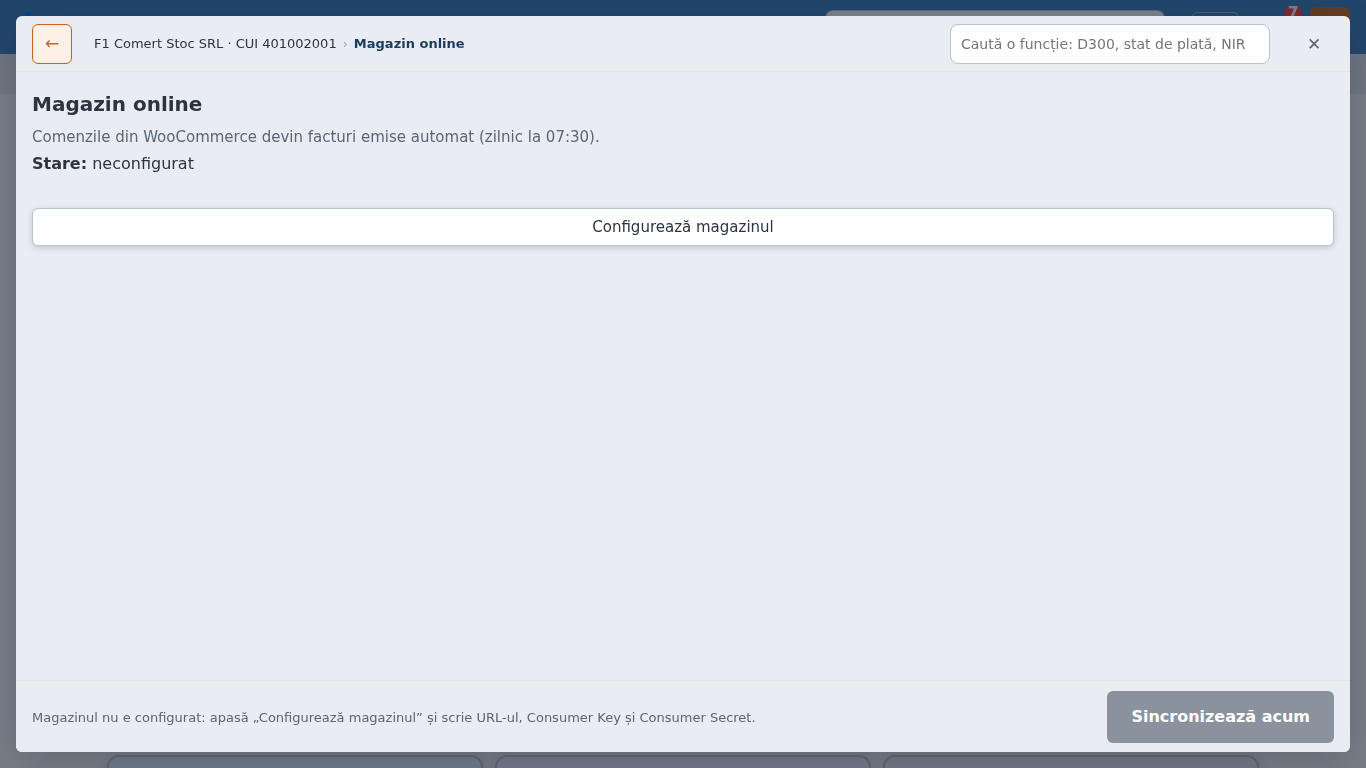 7
← F1 Comert Stoc SRL · CUI 401002001 › Magazin online
Caută o funcție: D300, stat de plată, NIR
✕
Magazin online
Comenzile din WooCommerce devin facturi emise automat (zilnic la 07:30).
Stare: neconfigurat
Configurează magazinul
Magazinul nu e configurat: apasă „Configurează magazinul” și scrie URL-ul, Consumer Key și Consumer Secret.
Sincronizează acum